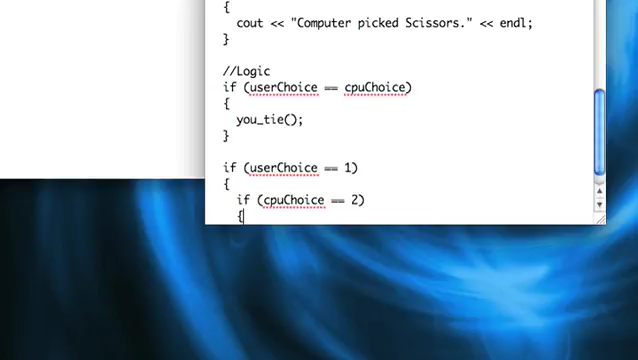 {
cout << "Computer picked Scissors." << endl;
}
//Logic
if (userChoice == cpuChoice)
{
you_tie();
}
if (userChoice == 1)
{
if (cpuChoice == 2)
{